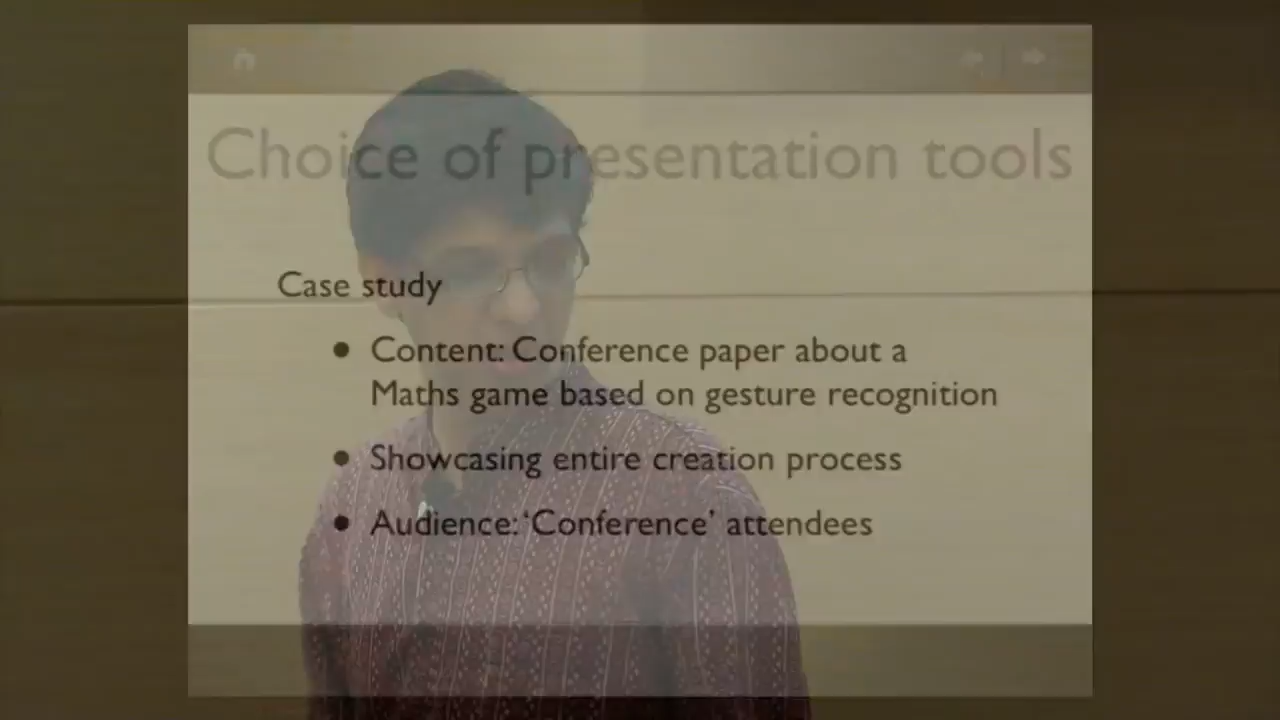 Choice of presentation tools
Case study
• Content: Conference paper about a
Maths game based on gesture recognition
• Showcasing entire creation process
• Audience: ‘Conference’ attendees